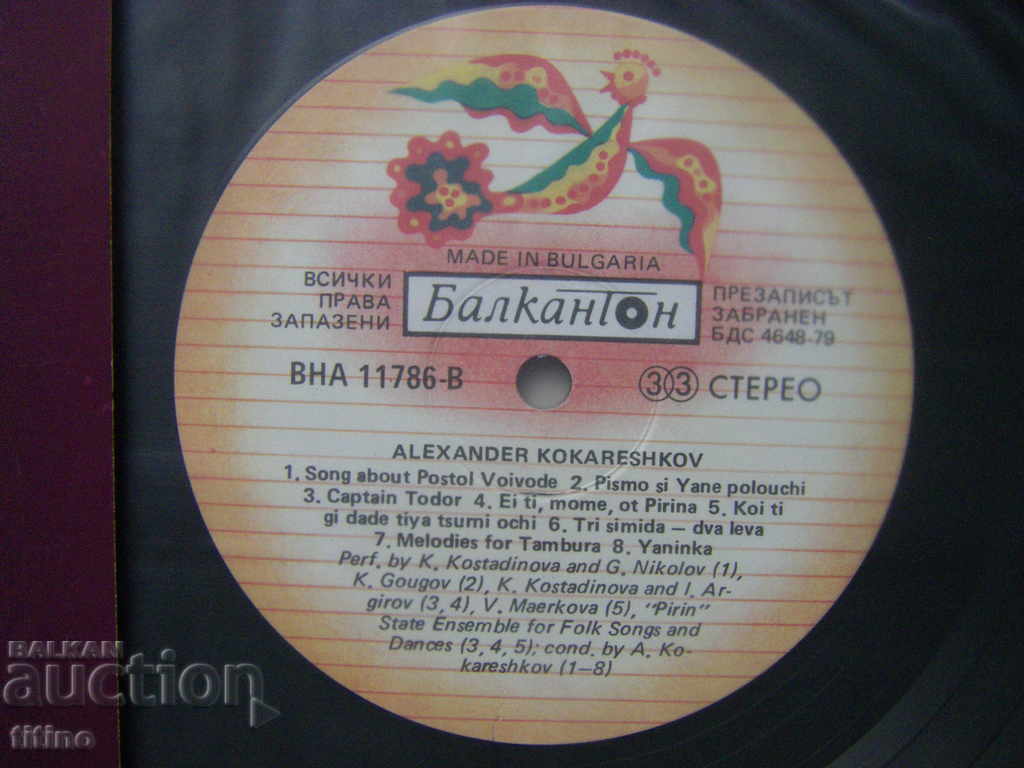 MADE IN BULGARIA
ВСИЧКИ
ПРАВА
ЗАПАЗЕНИ
Балкантон
ПРЕЗАПИСЪТ
ЗАБРАНЕН
БДС 4648-79
ВНА 11786-В
33 СТЕРЕО
ALEXANDER KOKARESHKOV
1. Song about Postol Voivode 2. Pismo si Yane polouchi
3. Captain Todor 4. Ei ti, mome, ot Pirina 5. Koi ti
gi dade tiya tsurni ochi 6. Tri simida – dva leva
7. Melodies for Tambura 8. Yaninka
Perf. by K. Kostadinova and G. Nikolov (1),
K. Gougov (2), K. Kostadinova and I. Ar-
girov (3, 4), V. Maerkova (5), "Pirin"
State Ensemble for Folk Songs and
Dances (3, 4, 5); cond. by A. Ko-
kareshkov (1–8)
BALKAN
auction
titino